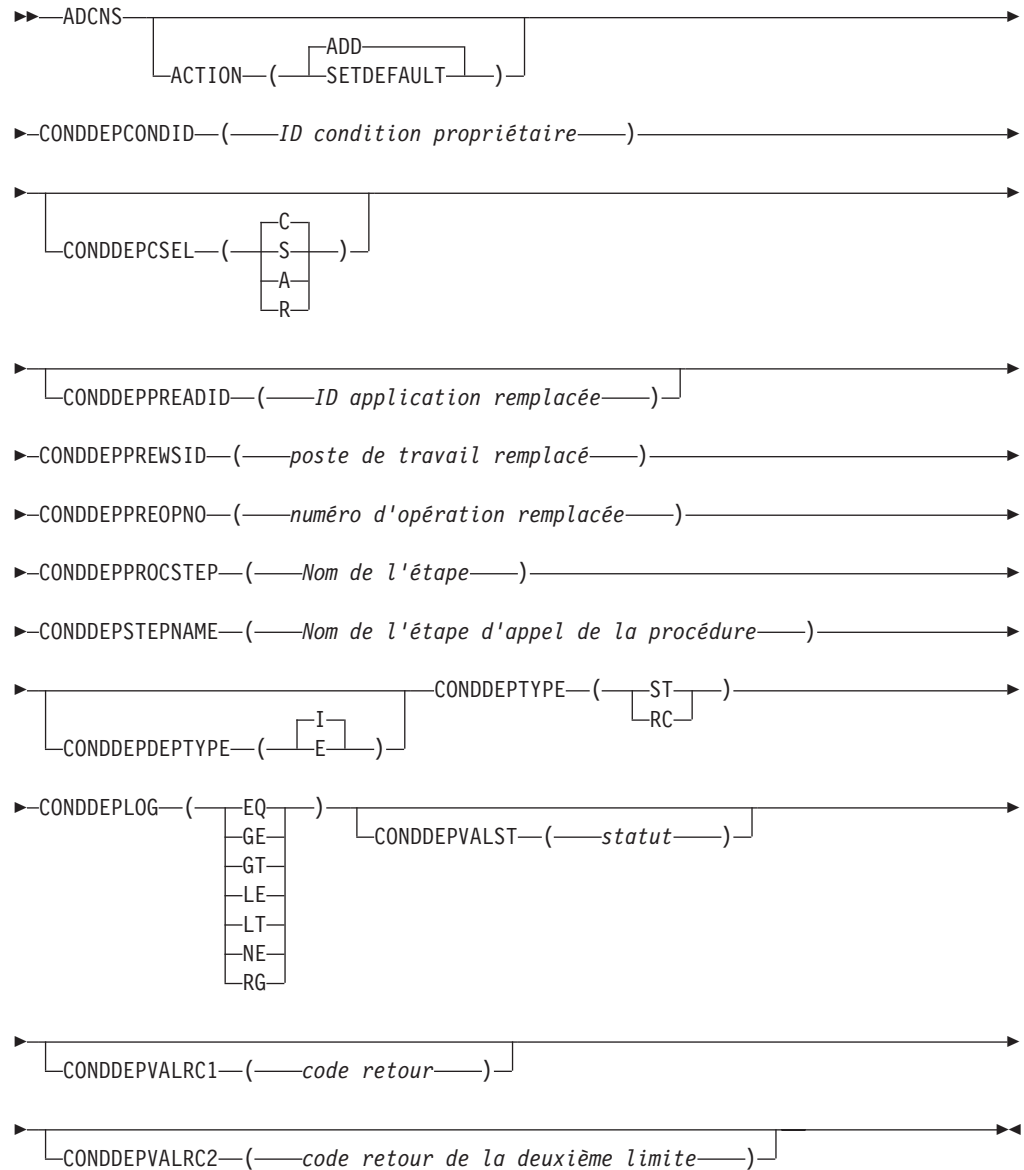 ADCNS
ADD
ACTION ( SETDEFAULT )
CONDDEPCONDID ( ID condition propriétaire )
C
CONDDEPCSEL ( S )
A
R
CONDDEPPREADID ( ID application remplacée )
CONDDEPPREWSID ( poste de travail remplacé )
CONDDEPPREOPNO ( numéro d'opération remplacée )
CONDDEPPROCSTEP ( Nom de l'étape )
CONDDEPSTEPNAME ( Nom de l'étape d'appel de la procédure )
CONDDEPTYPE ( ST )
I RC
CONDDEPDEPTYPE ( E )
CONDDEPLOG ( EQ )
GE CONDDEPVALST ( statut )
GT
LE
LT
NE
RG
CONDDEPVALRC1 ( code retour )
CONDDEPVALRC2 ( code retour de la deuxième limite )